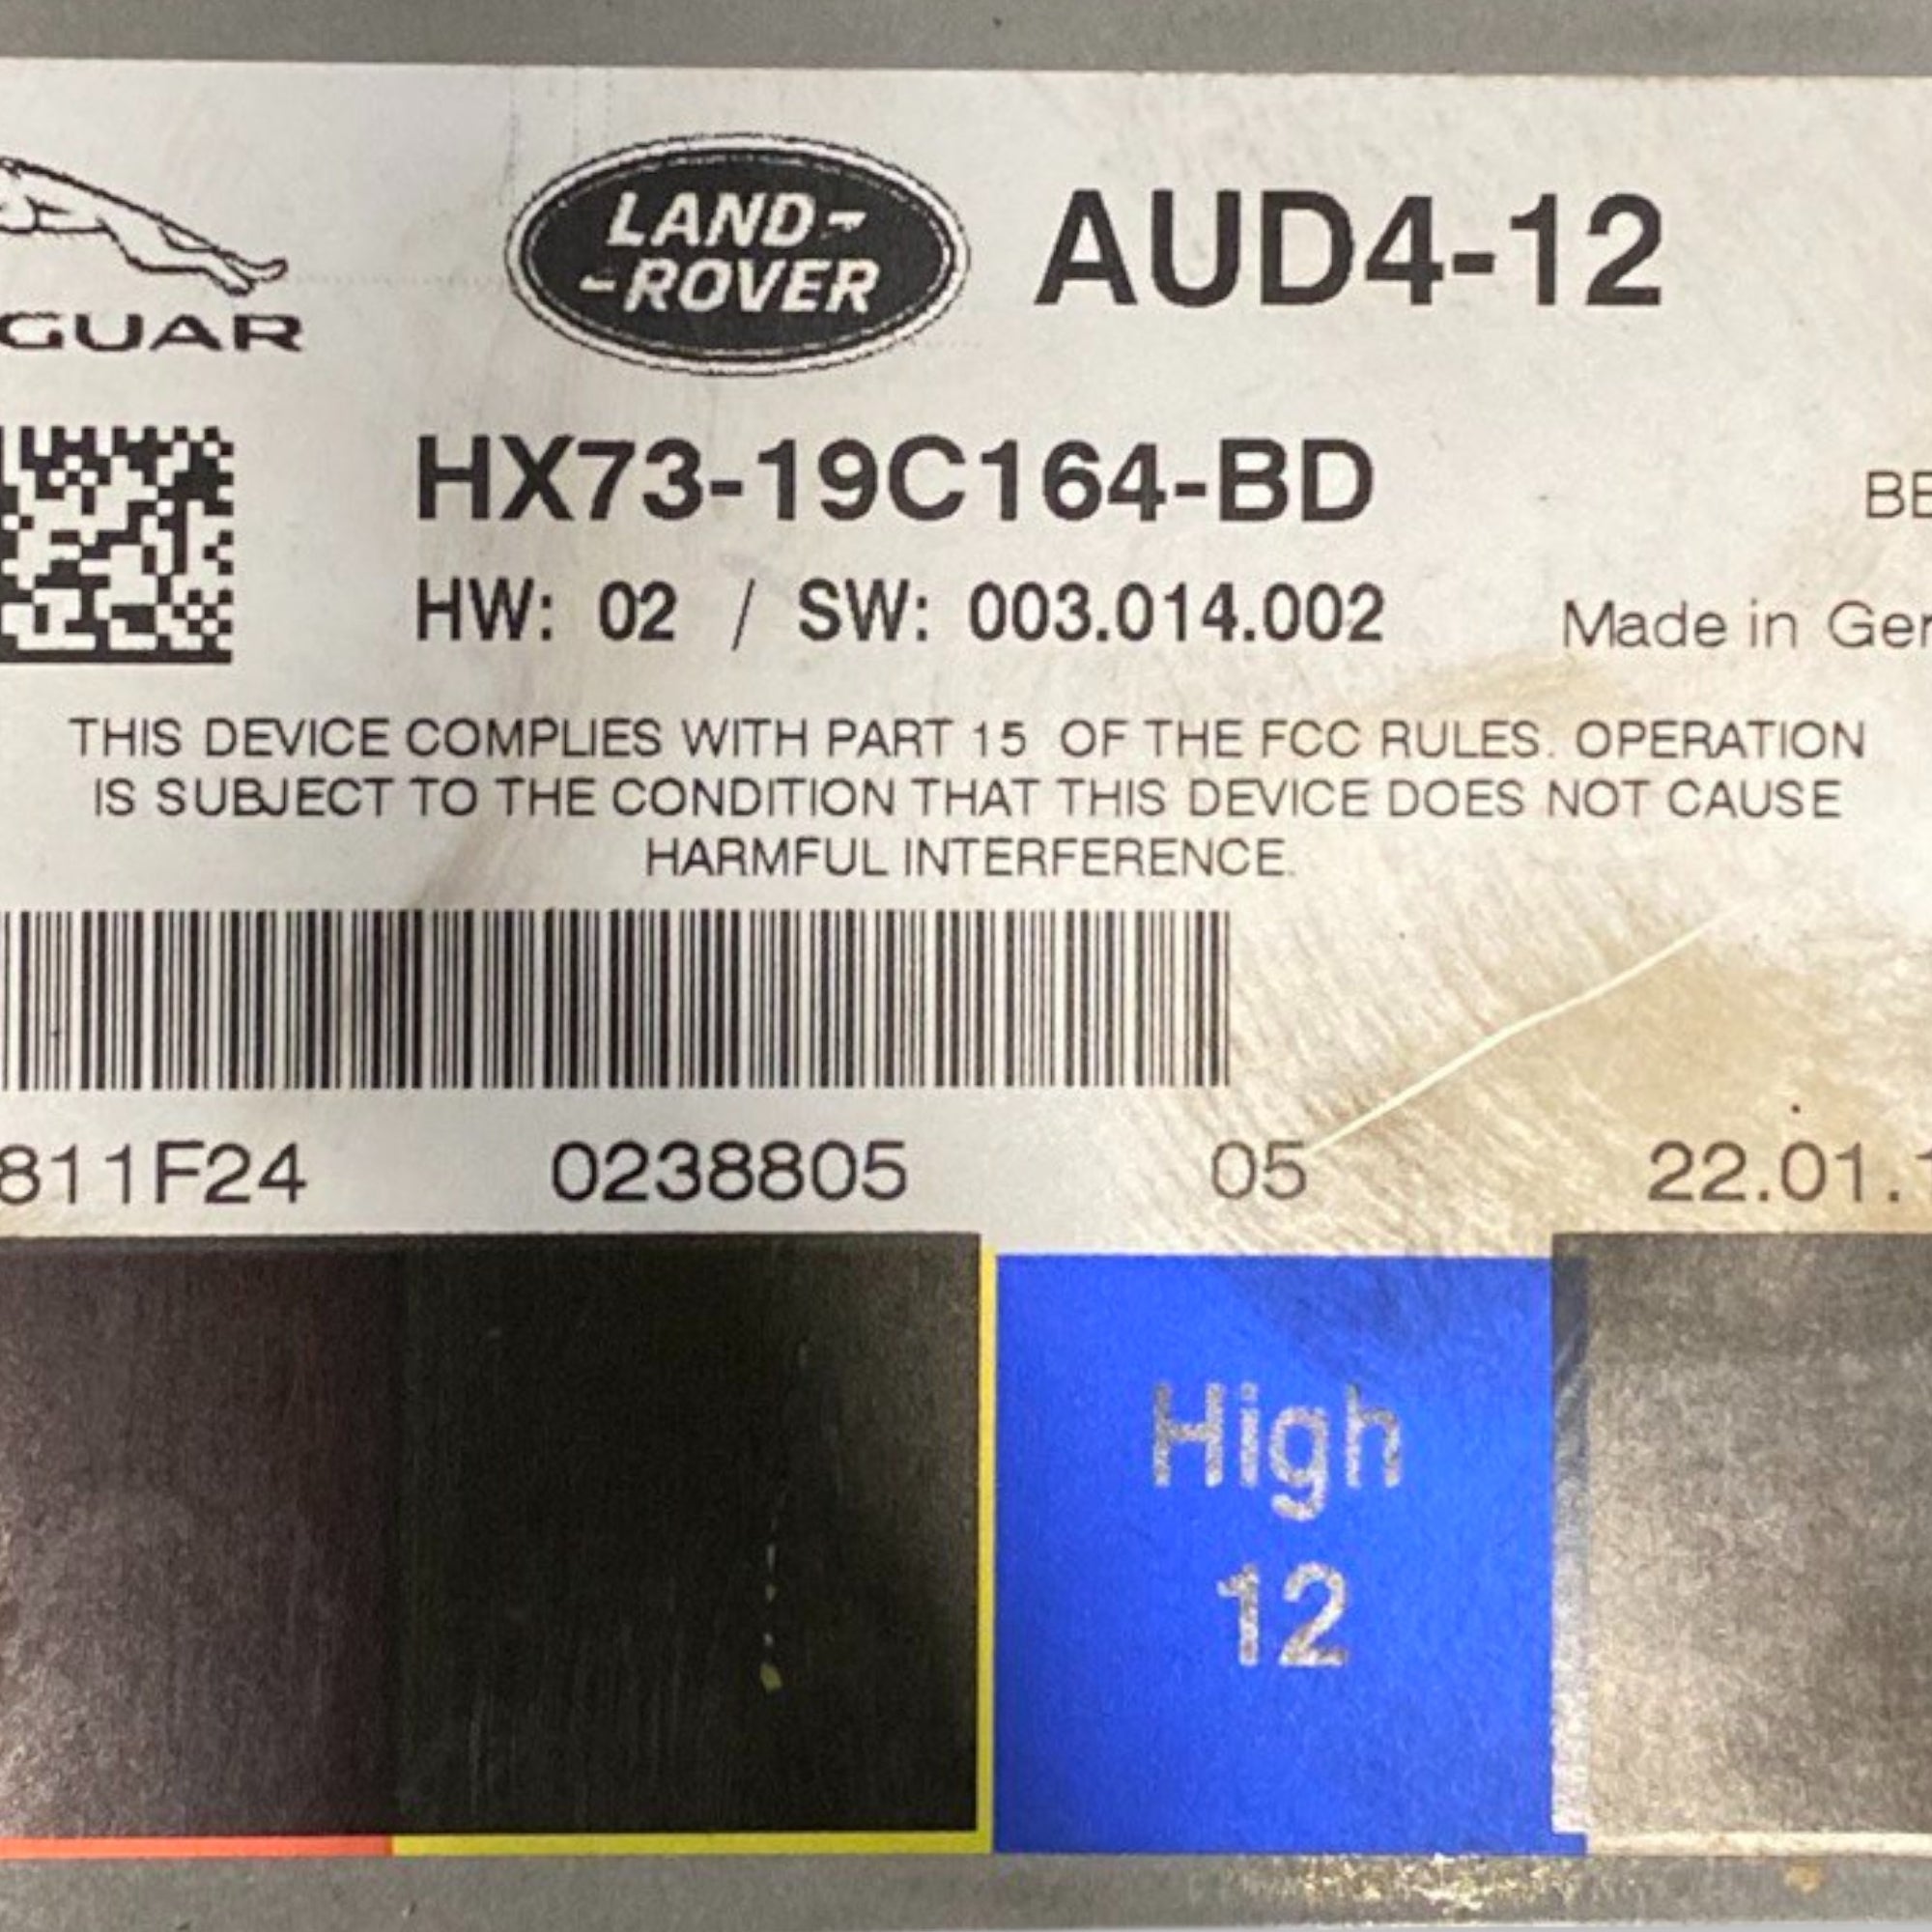 LAND-
-ROVER
AUD4-12
GUAR
HX73-19C164-BD
HW: 02 / SW: 003.014.002
Made in
THIS DEVICE COMPLIES WITH PART 15 OF THE FCC RULES. OPERATION
IS SUBJECT TO THE CONDITION THAT THIS DEVICE DOES NOT CAUSE
HARMFUL INTERFERENCE.
811F24 0238805 05 22.01.
High
12